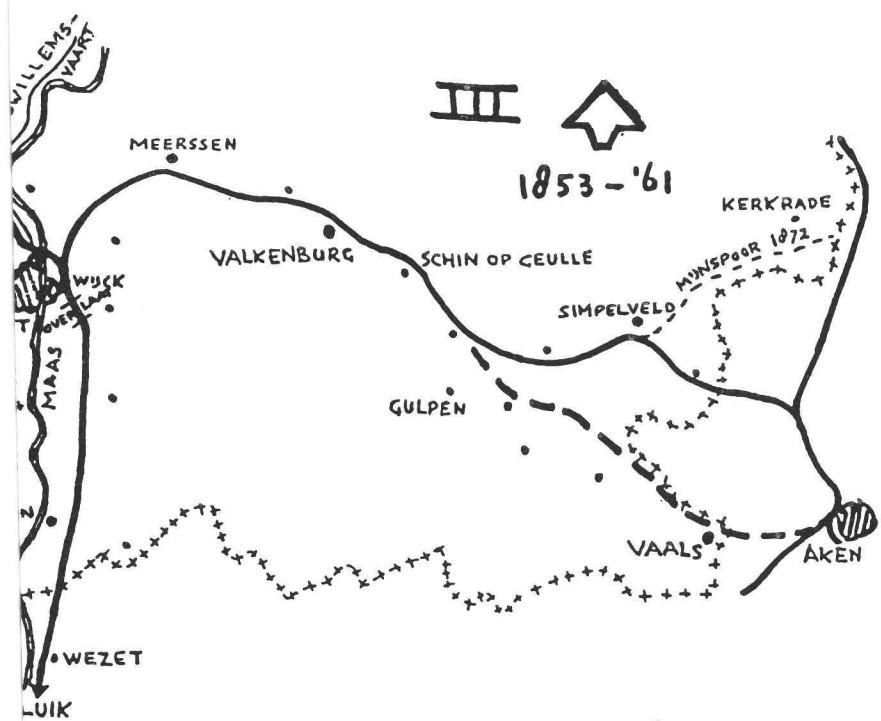 WILLEMS-
VAART
III
1853-'61
MEERSSEN
KERKRADE
VALKENBURG
SCHIN OP GEULLE
MIJNSPOOR 1872
WIJCK
OVERLAAT
SIMPELVELD
T
MAAS
GULPEN
N
VAALS
AKEN
WEZET
LUIK